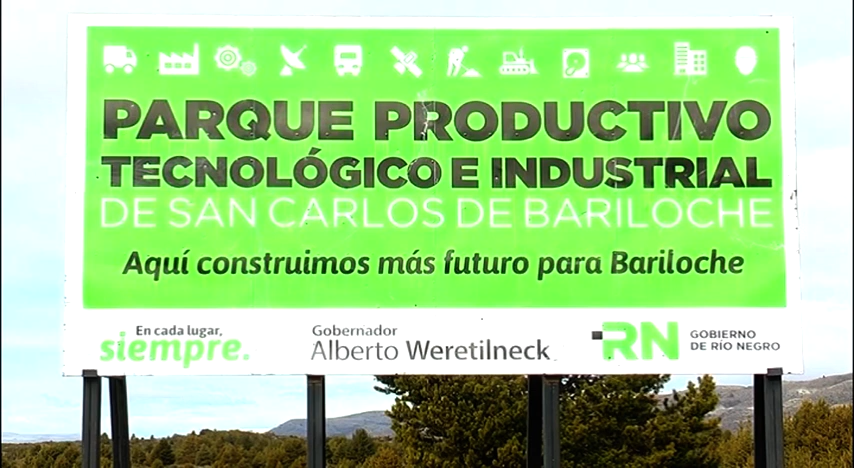 PARQUE PRODUCTIVO
TECNOLÓGICO E INDUSTRIAL
DE SAN CARLOS DE BARILOCHE
Aquí construimos más futuro para Bariloche
En cada lugar,
siempre.
Gobernador
Alberto Weretilneck
RN
GOBIERNO
DE RÍO NEGRO